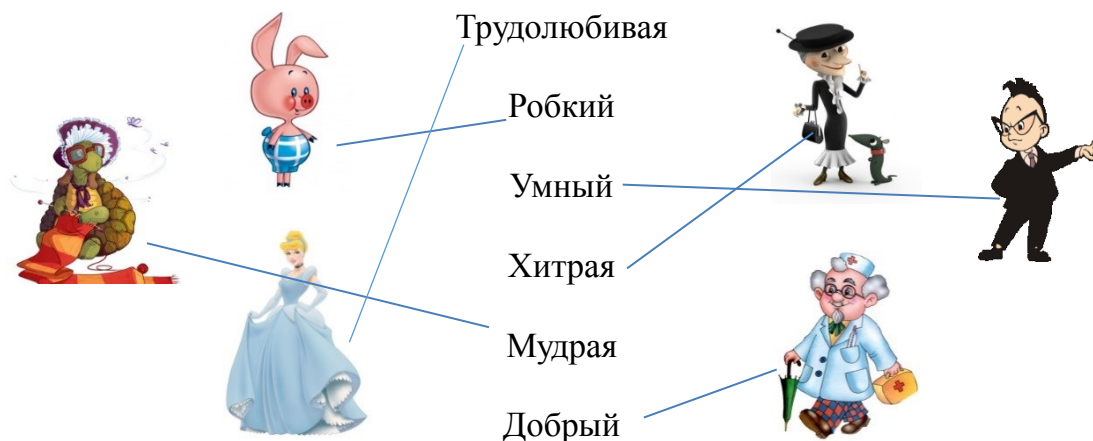 Трудолюбивая
Робкий
Умный
Хитрая
Мудрая
Добрый